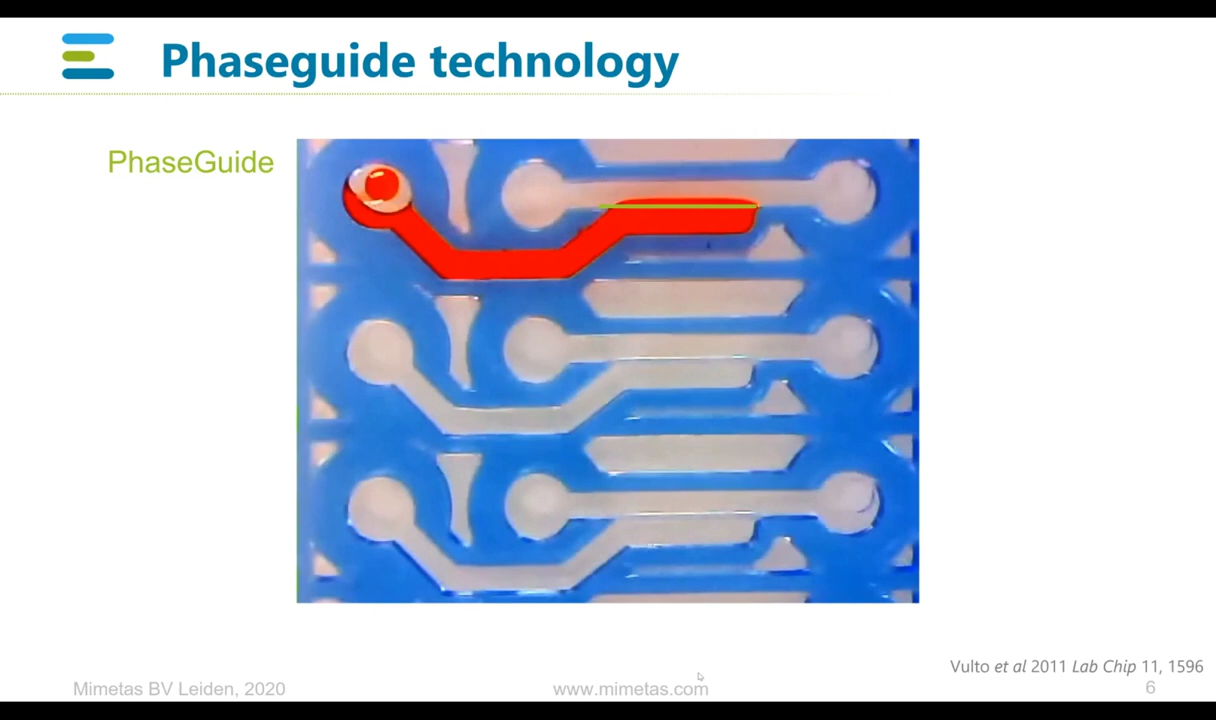 Phaseguide technology
PhaseGuide
Vulto et al 2011 Lab Chip 11, 1596
Mimetas BV Leiden, 2020
www.mimetas.com
6